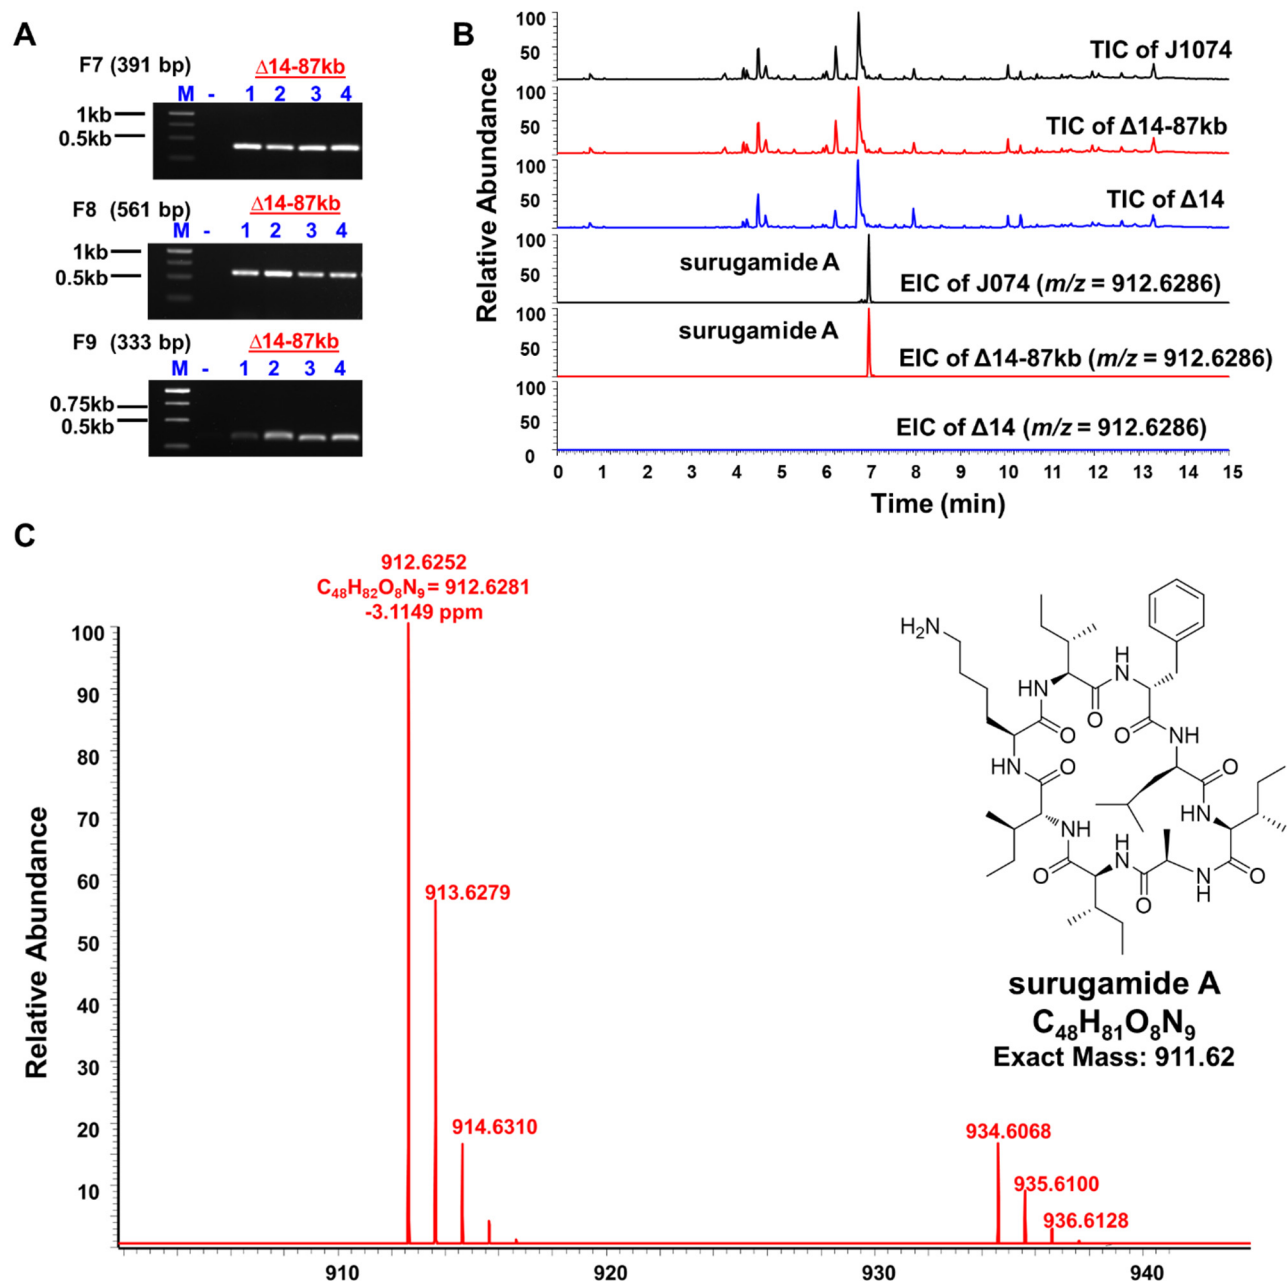 A
F7 (391 bp)
Δ14-87kb
M - 1 2 3 4
1kb
0.5kb
F8 (561 bp)
Δ14-87kb
M - 1 2 3 4
1kb
0.5kb
F9 (333 bp)
Δ14-87kb
M - 1 2 3 4
0.75kb
0.5kb
B
Relative Abundance
100
50
0
TIC of J1074
100
50
TIC of Δ14-87kb
100
50
TIC of Δ14
100
50
surugamide A
EIC of J074 (m/z = 912.6286)
100
50
surugamide A
EIC of Δ14-87kb (m/z = 912.6286)
100
50
0
EIC of Δ14 (m/z = 912.6286)
0 1 2 3 4 5 6 7 8 9 10 11 12 13 14 15
Time (min)
C
912.6252
C48H82O8N9 = 912.6281
-3.1149 ppm
Relative Abundance
100
90
80
70
60
50
40
30
20
10
913.6279
914.6310
934.6068
935.6100
936.6128
910 920 930 940
H2N
HN
O
O
H
N
O
NH
HN
O
O
HN
NH
O
H
N
O
N
H
O
surugamide A
C48H81O8N9
Exact Mass: 911.62